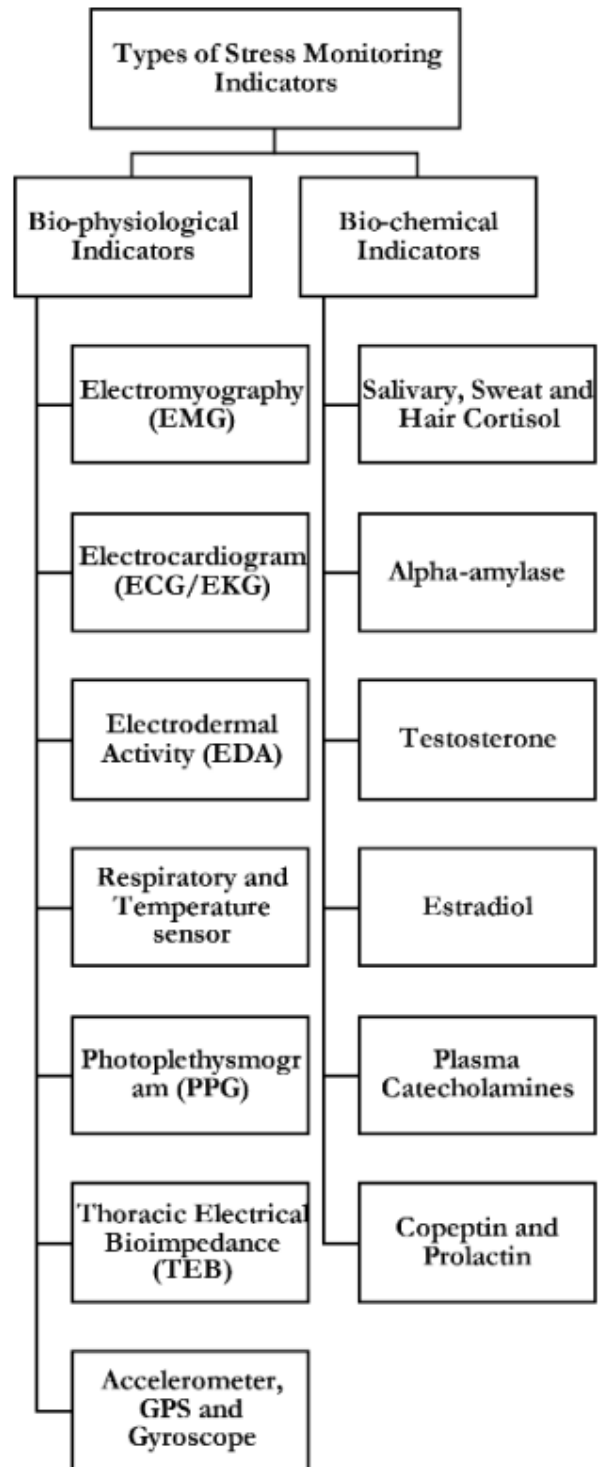 Types of Stress Monitoring
Indicators
Bio-physiological
Indicators
Electromyography
(EMG)
Electrocardiogram
(ECG/EKG)
Electrodermal
Activity (EDA)
Respiratory and
Temperature
sensor
Photoplethysmogr
am (PPG)
Thoracic Electrical
Bioimpedance
(TEB)
Accelerometer,
GPS and
Gyroscope
Bio-chemical
Indicators
Salivary, Sweat and
Hair Cortisol
Alpha-amylase
Testosterone
Estradiol
Plasma
Catecholamines
Copeptin and
Prolactin